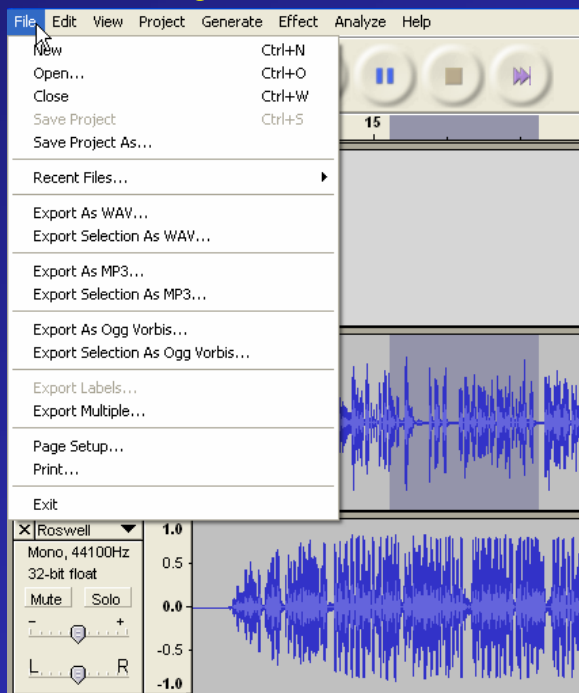 File Edit View Project Generate Effect Analyze Help
New Ctrl+N
Open... Ctrl+O
Close Ctrl+W
Save Project Ctrl+S
Save Project As...
Recent Files...
Export As WAV...
Export Selection As WAV...
Export As MP3...
Export Selection As MP3...
Export As Ogg Vorbis...
Export Selection As Ogg Vorbis...
Export Labels...
Export Multiple...
Page Setup...
Print...
Exit
15
Roswell
Mono, 44100Hz
32-bit float
Mute Solo
- +
L R
1.0
0.5
0.0
-0.5
-1.0